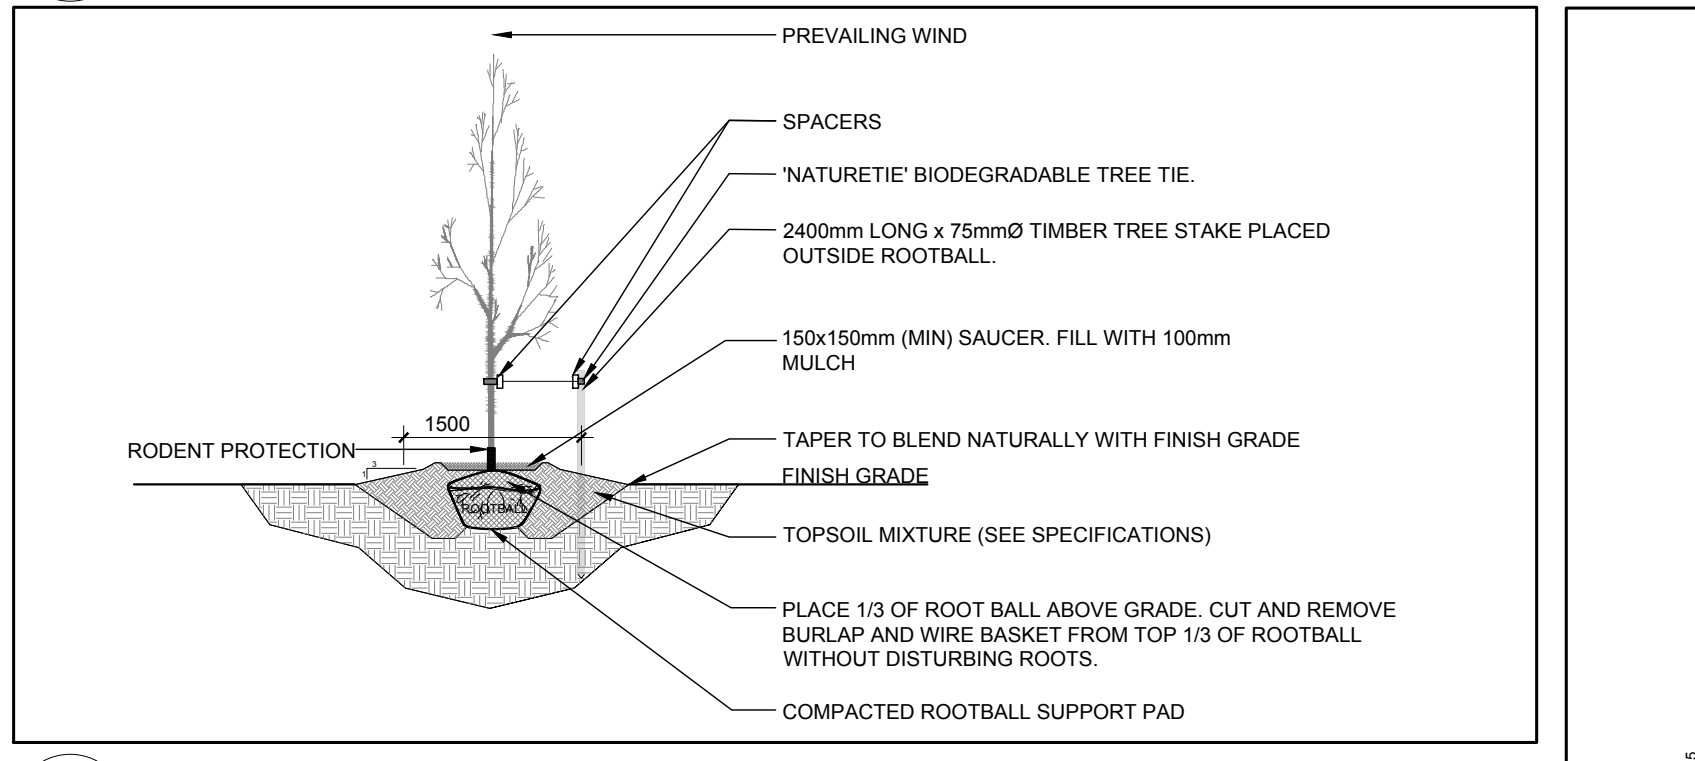 PREVAILING WIND
SPACERS
'NATURETIE' BIODEGRADABLE TREE TIE.
2400mm LONG x 75mmØ TIMBER TREE STAKE PLACED
OUTSIDE ROOTBALL.
150x150mm (MIN) SAUCER. FILL WITH 100mm
MULCH
1500
RODENT PROTECTION
TAPER TO BLEND NATURALLY WITH FINISH GRADE
3
1
FINISH GRADE
ROOTBALL
TOPSOIL MIXTURE (SEE SPECIFICATIONS)
PLACE 1/3 OF ROOT BALL ABOVE GRADE. CUT AND REMOVE
BURLAP AND WIRE BASKET FROM TOP 1/3 OF ROOTBALL
WITHOUT DISTURBING ROOTS.
COMPACTED ROOTBALL SUPPORT PAD
5